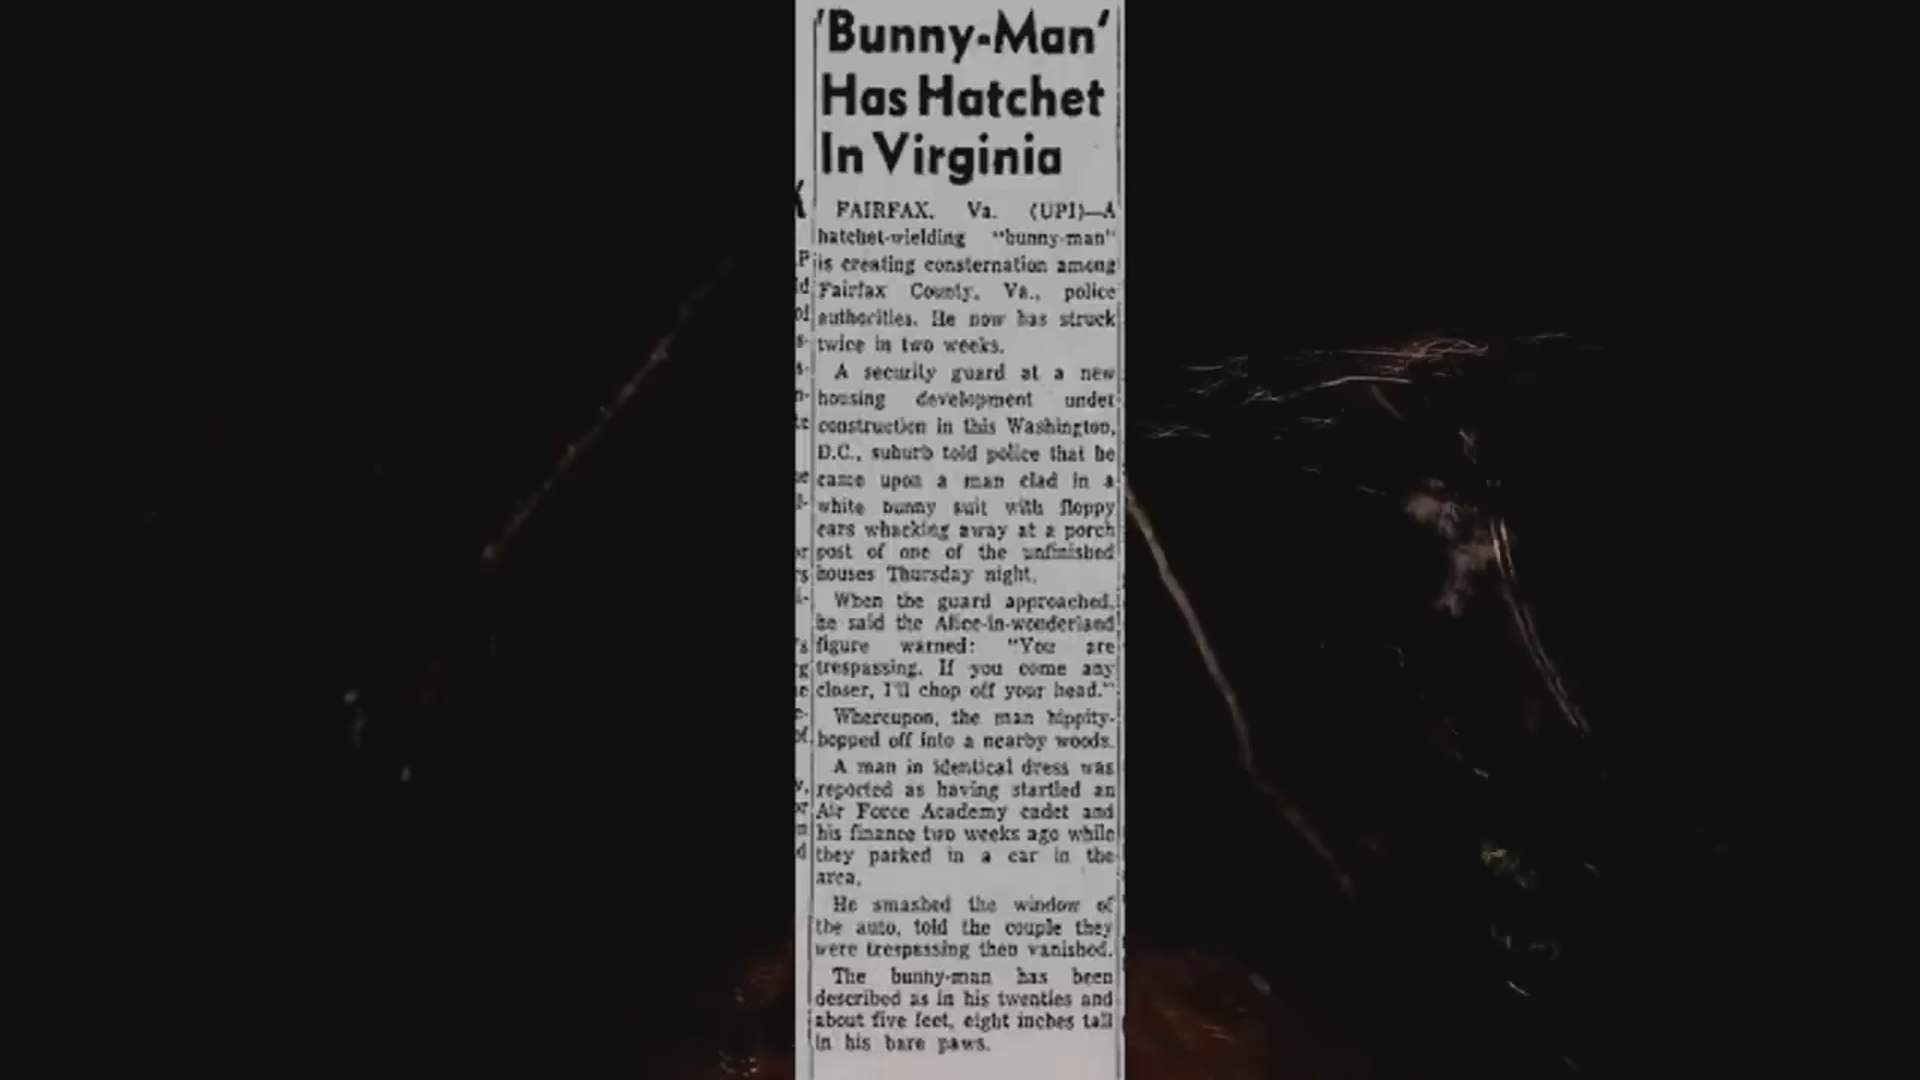 'Bunny-Man'
Has Hatchet
In Virginia
FAIRFAX, Va. (UPI)—A
hatchet-wielding "bunny-man"
is creating consternation among
Fairfax County, Va., police
authorities. He now has struck
twice in two weeks.
A security guard at a new
housing development under
construction in this Washington,
D.C., suburb told police that he
came upon a man clad in a
white bunny suit with floppy
ears whacking away at a porch
post of one of the unfinished
houses Thursday night.
When the guard approached,
he said the Alice-in-wonderland
figure warned: "You are
trespassing. If you come any
closer, I'll chop off your head."
Whereupon, the man hippity-
hopped off into a nearby woods.
A man in identical dress was
reported as having startled an
Air Force Academy cadet and
his finance two weeks ago while
they parked in a car in the
area.
He smashed the window of
the auto, told the couple they
were trespassing then vanished.
The bunny-man has been
described as in his twenties and
about five feet, eight inches tall
in his bare paws.